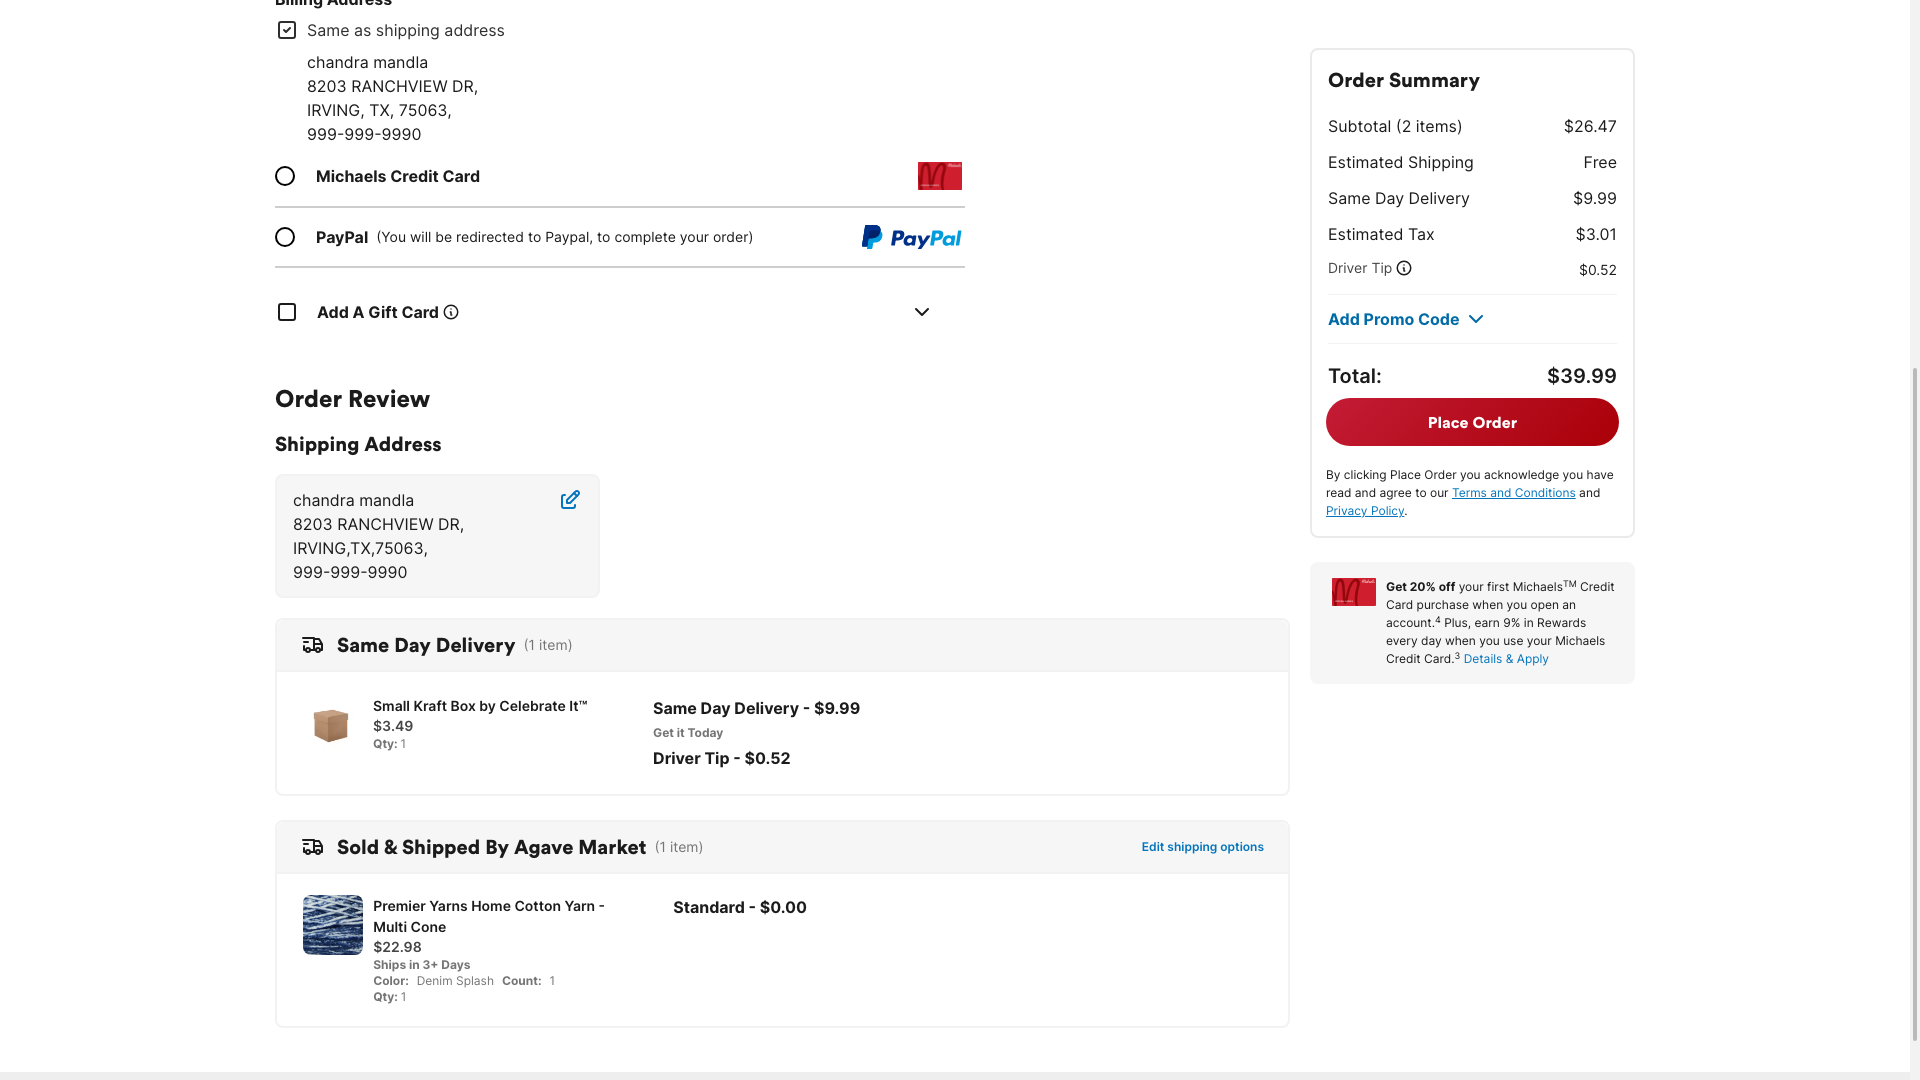 Billing Address
Same as shipping address
chandra mandla
8203 RANCHVIEW DR,
IRVING, TX, 75063,
999-999-9990
Michaels Credit Card
PayPal (You will be redirected to Paypal, to complete your order)
PayPal
Add A Gift Card
Order Review
Shipping Address
chandra mandla
8203 RANCHVIEW DR,
IRVING,TX,75063,
999-999-9990
Same Day Delivery (1 item)
Small Kraft Box by Celebrate It™
$3.49
Qty: 1
Same Day Delivery - $9.99
Get it Today
Driver Tip - $0.52
Sold & Shipped By Agave Market (1 item)
Edit shipping options
Premier Yarns Home Cotton Yarn -
Multi Cone
$22.98
Ships in 3+ Days
Color: Denim Splash Count: 1
Qty: 1
Standard - $0.00
Order Summary
Subtotal (2 items) $26.47
Estimated Shipping Free
Same Day Delivery $9.99
Estimated Tax $3.01
Driver Tip $0.52
Add Promo Code
Total: $39.99
Place Order
By clicking Place Order you acknowledge you have
read and agree to our Terms and Conditions and
Privacy Policy.
Get 20% off your first Michaels™ Credit
Card purchase when you open an
account.⁴ Plus, earn 9% in Rewards
every day when you use your Michaels
Credit Card.³ Details & Apply